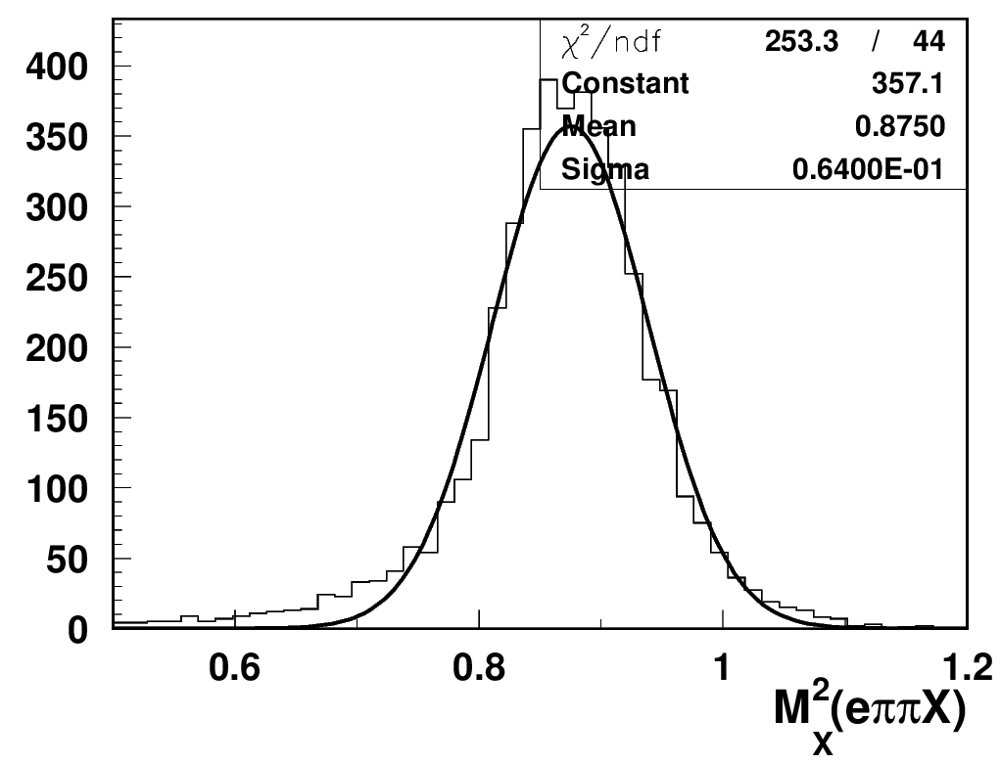 χ²/ndf 253.3 / 44
Constant 357.1
Mean 0.8750
Sigma 0.6400E-01
400
350
300
250
200
150
100
50
0
0.6 0.8 1 1.2
M²X(eππX)